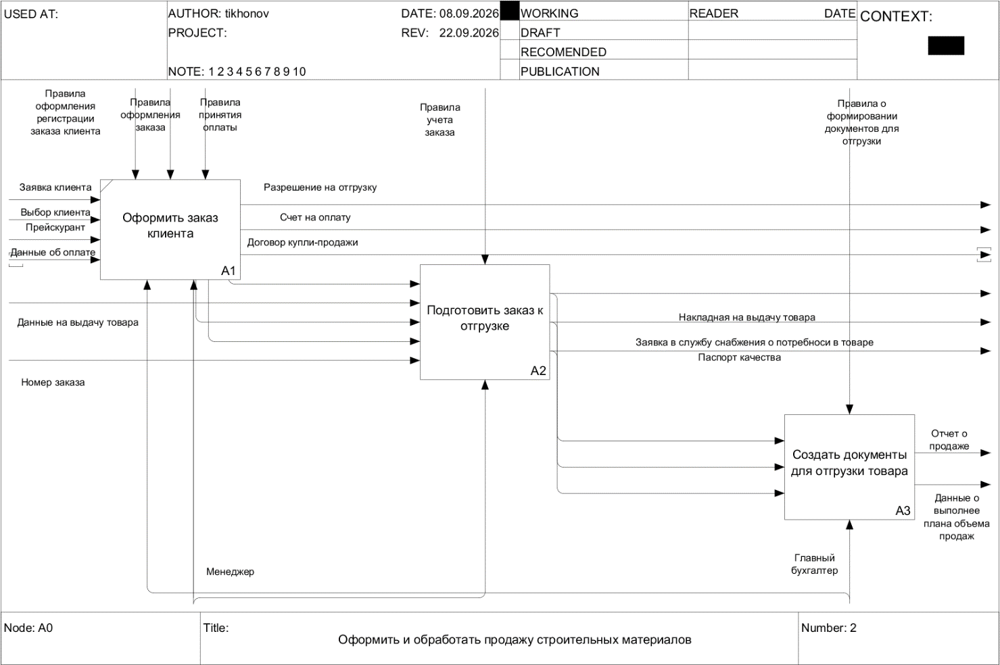 USED AT:
AUTHOR: tikhonov
DATE: 08.09.2026
PROJECT:
REV: 22.09.2026
NOTE: 1 2 3 4 5 6 7 8 9 10
WORKING
DRAFT
RECOMENDED
PUBLICATION
READER
DATE
CONTEXT:
Правила
оформления
регистрации
заказа клиента
Правила
оформления
заказа
Правила
принятия
оплаты
Правила
учета
заказа
Правила о
формировании
документов для
отгрузки
Заявка клиента
Выбор клиента
Прейскурант
Данные об оплате
Оформить заказ
клиента
A1
Разрешение на отгрузку
Счет на оплату
Договор купли-продажи
Данные на выдачу товара
Номер заказа
Подготовить заказ к
отгрузке
A2
Накладная на выдачу товара
Заявка в службу снабжения о потребноси в товаре
Паспорт качества
Создать документы
для отгрузки товара
A3
Отчет о
продаже
Данные о
выполнее
плана объема
продаж
Менеджер
Главный
бухгалтер
Node: A0
Title:
Оформить и обработать продажу строительных материалов
Number: 2